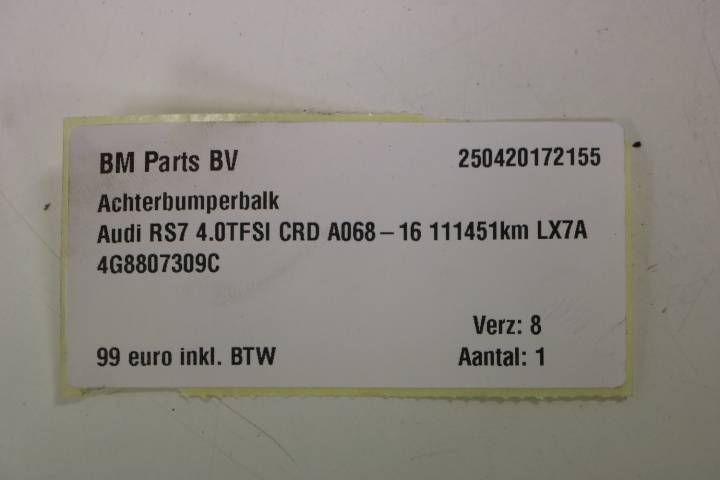 BM Parts BV 250420172155
Achterbumperbalk
Audi RS7 4.0TFSI CRD A068-16 111451km LX7A
4G8807309C
Verz: 8
99 euro inkl. BTW Aantal: 1